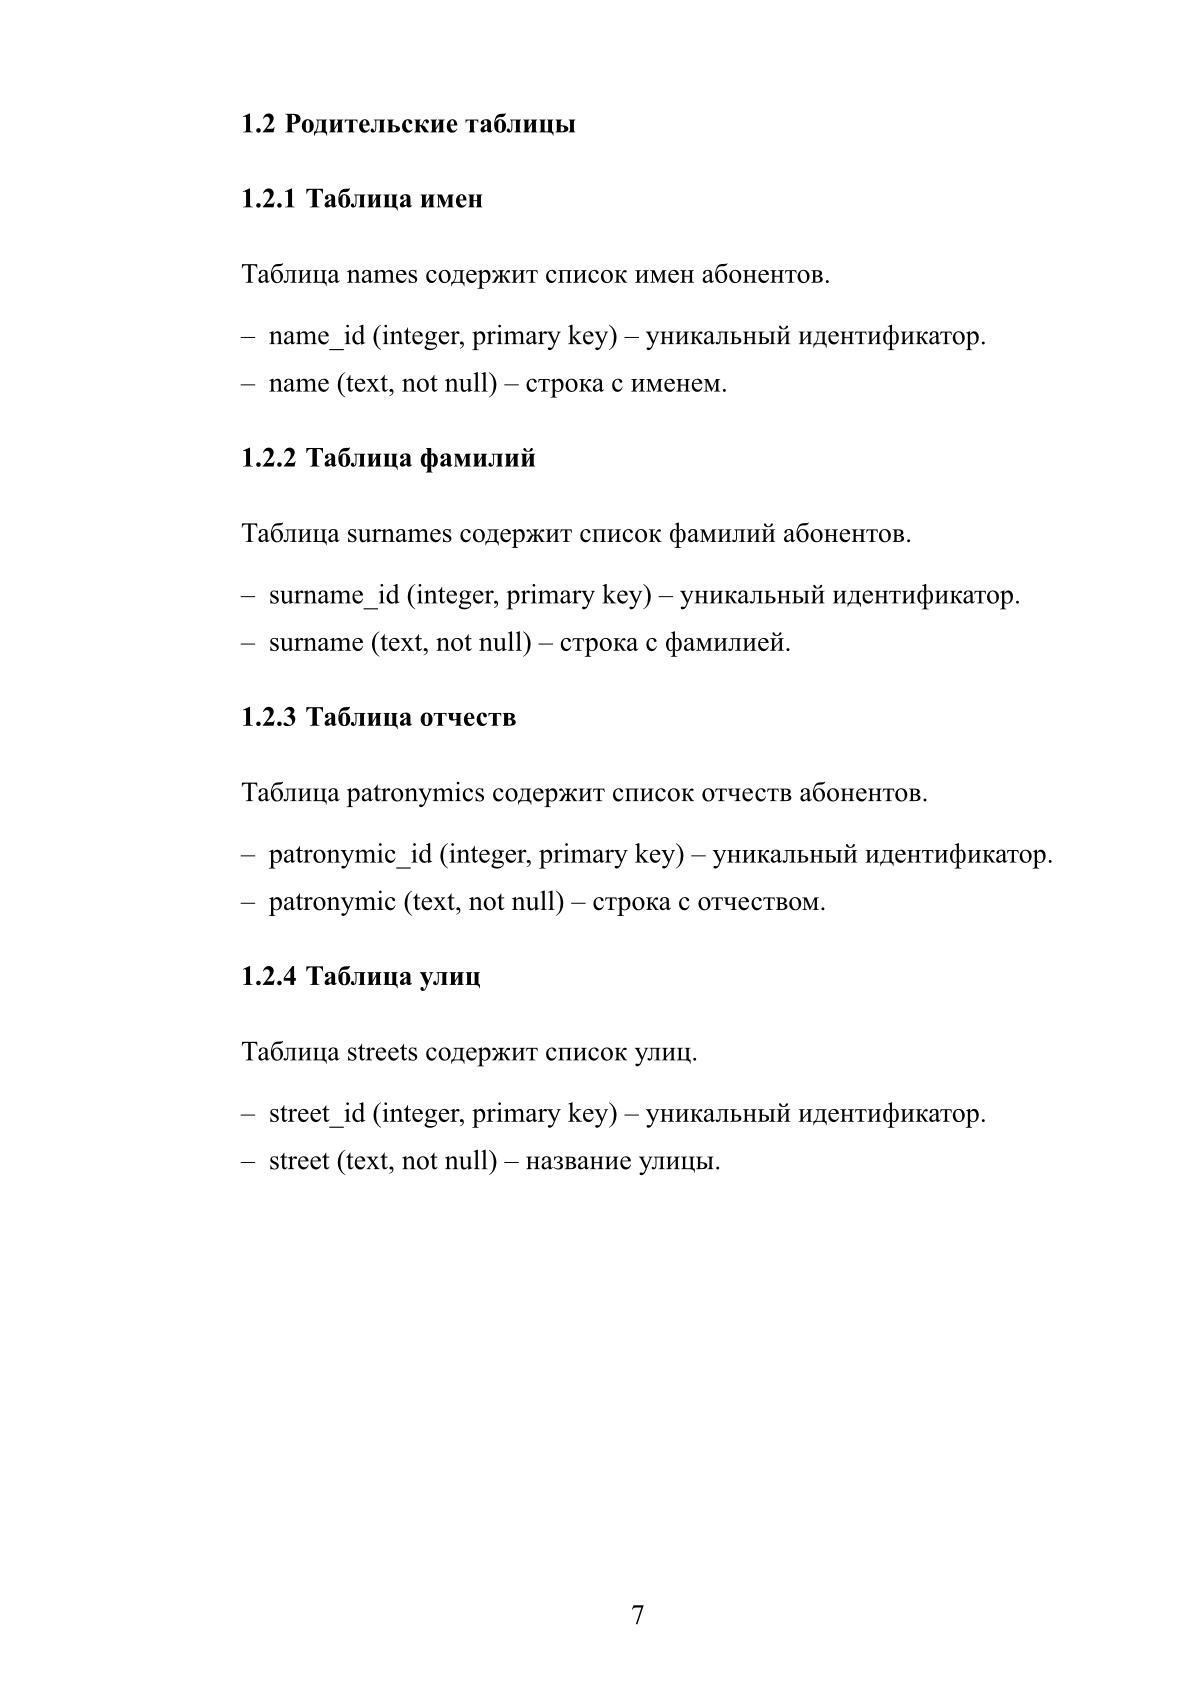 1.2 Родительские таблицы
1.2.1 Таблица имен
Таблица names содержит список имен абонентов.
– name_id (integer, primary key) – уникальный идентификатор.
– name (text, not null) – строка с именем.
1.2.2 Таблица фамилий
Таблица surnames содержит список фамилий абонентов.
– surname_id (integer, primary key) – уникальный идентификатор.
– surname (text, not null) – строка с фамилией.
1.2.3 Таблица отчеств
Таблица patronymics содержит список отчеств абонентов.
– patronymic_id (integer, primary key) – уникальный идентификатор.
– patronymic (text, not null) – строка с отчеством.
1.2.4 Таблица улиц
Таблица streets содержит список улиц.
– street_id (integer, primary key) – уникальный идентификатор.
– street (text, not null) – название улицы.
7